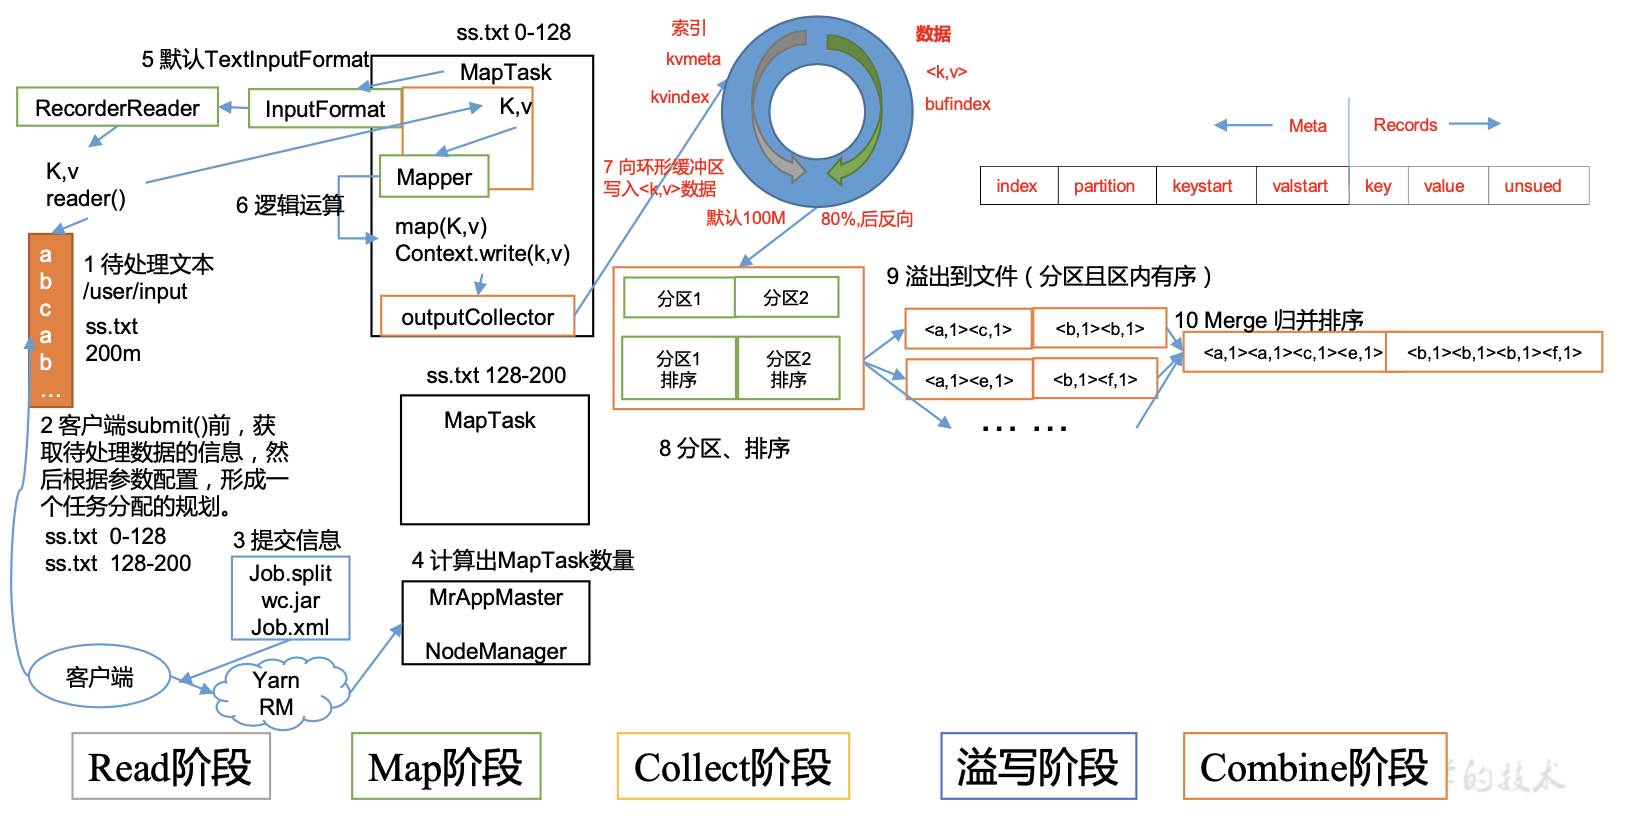 ss.txt 0-128
5 默认TextInputFormat
MapTask
RecorderReader
InputFormat
K,v
Mapper
K,v
reader()
6 逻辑运算
map(K,v)
Context.write(k,v)
outputCollector
a
b
c
a
b
...
1 待处理文本
/user/input
ss.txt
200m
2 客户端submit()前，获
取待处理数据的信息，然
后根据参数配置，形成一
个任务分配的规划。
ss.txt 0-128
ss.txt 128-200
3 提交信息
Job.split
wc.jar
Job.xml
客户端
Yarn
RM
ss.txt 128-200
MapTask
4 计算出MapTask数量
MrAppMaster
NodeManager
索引
kvmeta
kvindex
数据
<k,v>
bufindex
7 向环形缓冲区
写入<k,v>数据
默认100M
80%,后反向
Meta
Records
index
partition
keystart
valstart
key
value
unsued
分区1
分区2
分区1
排序
分区2
排序
8 分区、排序
9 溢出到文件（分区且区内有序）
<a,1><c,1>
<b,1><b,1>
<a,1><e,1>
<b,1><f,1>
... ...
10 Merge 归并排序
<a,1><a,1><c,1><e,1>
<b,1><b,1><b,1><f,1>
Read阶段
Map阶段
Collect阶段
溢写阶段
Combine阶段
的技术